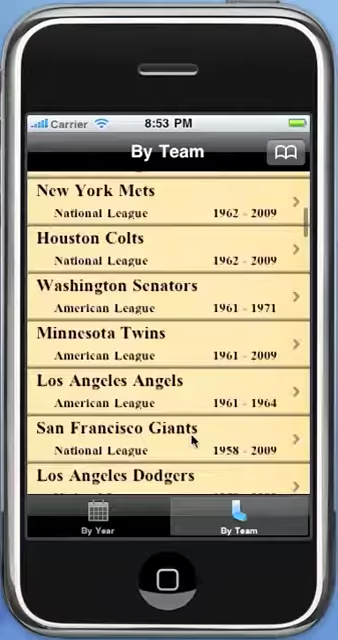 Carrier 8:53 PM
By Team
New York Mets
National League 1962 - 2009
Houston Colts
National League 1962 - 2009
Washington Senators
American League 1961 - 1971
Minnesota Twins
American League 1961 - 2009
Los Angeles Angels
American League 1961 - 1964
San Francisco Giants
National League 1958 - 2009
Los Angeles Dodgers
By Year By Team